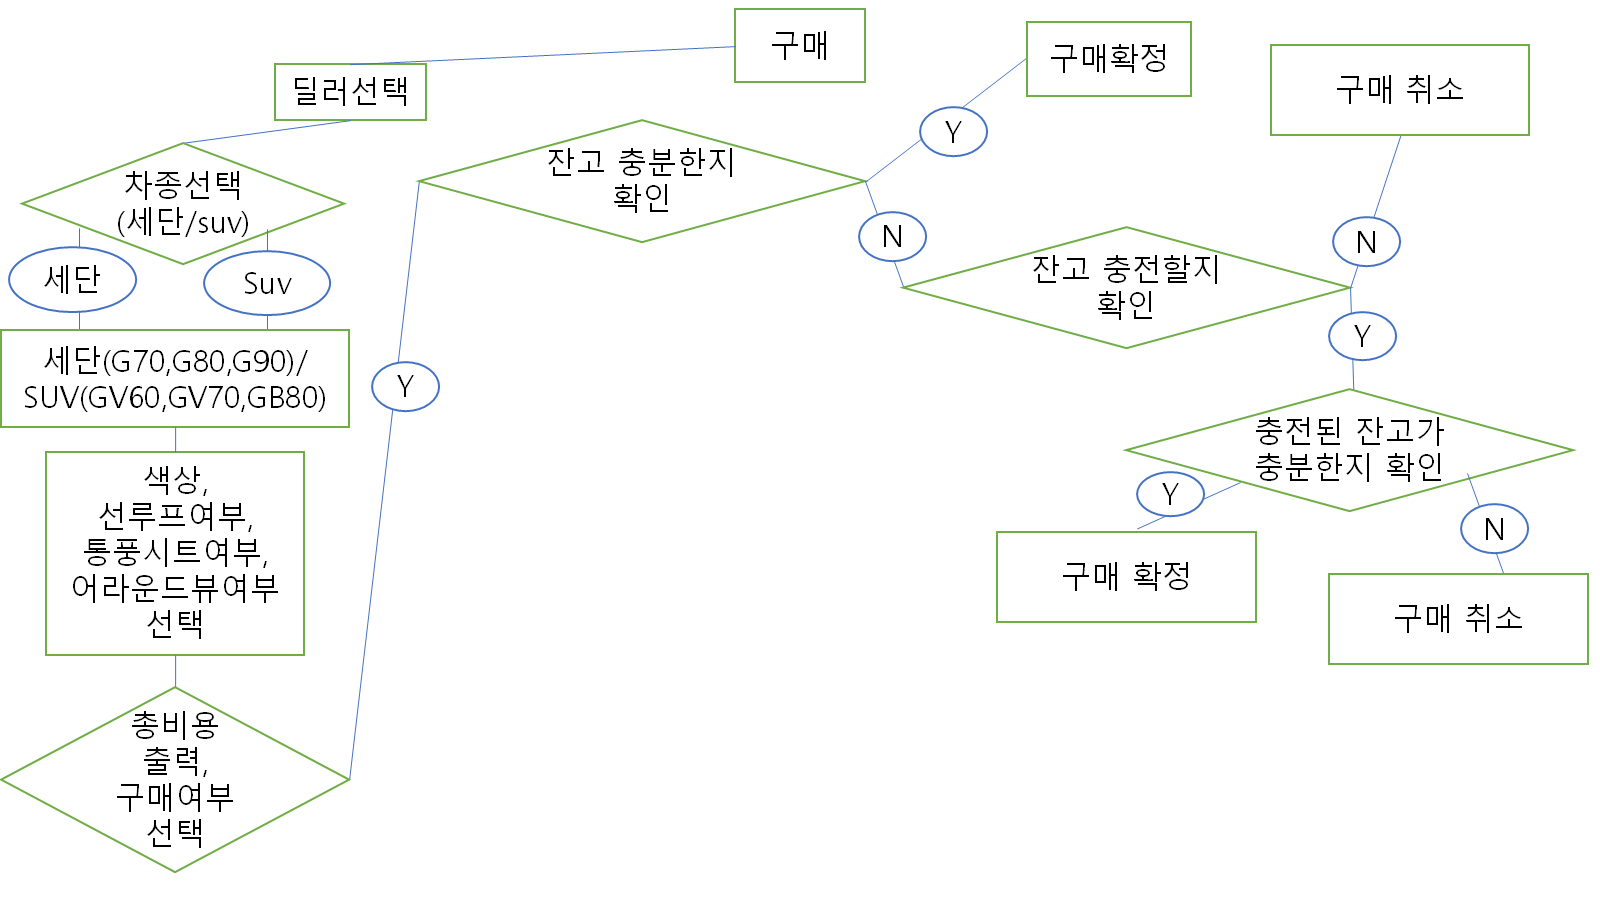 구매
딜러선택
차종선택
(세단/suv)
세단
Suv
세단(G70,G80,G90)/
SUV(GV60,GV70,GB80)
색상,
선루프여부,
통풍시트여부,
어라운드뷰여부
선택
총비용
출력,
구매여부
선택
Y
잔고 충분한지
확인
Y
구매확정
N
잔고 충전할지
확인
N
구매 취소
Y
충전된 잔고가
충분한지 확인
Y
구매 확정
N
구매 취소